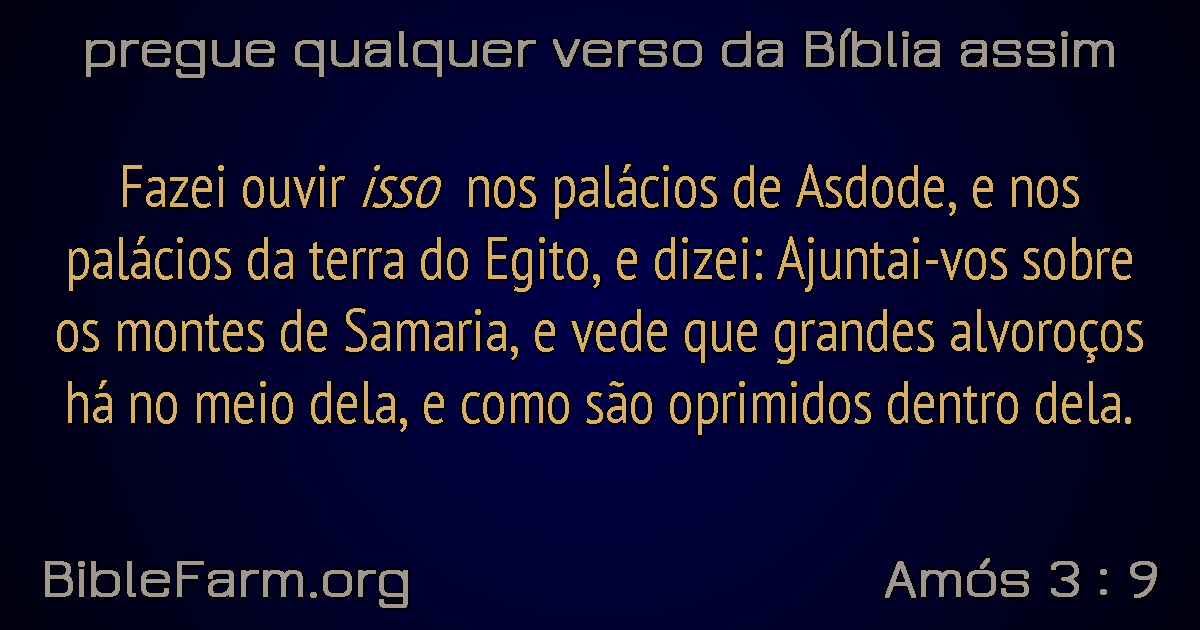 pregue qualquer verso da Bíblia assim
Fazei ouvir isso nos palácios de Asdode, e nos
palácios da terra do Egito, e dizei: Ajuntai-vos sobre
os montes de Samaria, e vede que grandes alvoroços
há no meio dela, e como são oprimidos dentro dela.
BibleFarm.org
Amós 3 : 9